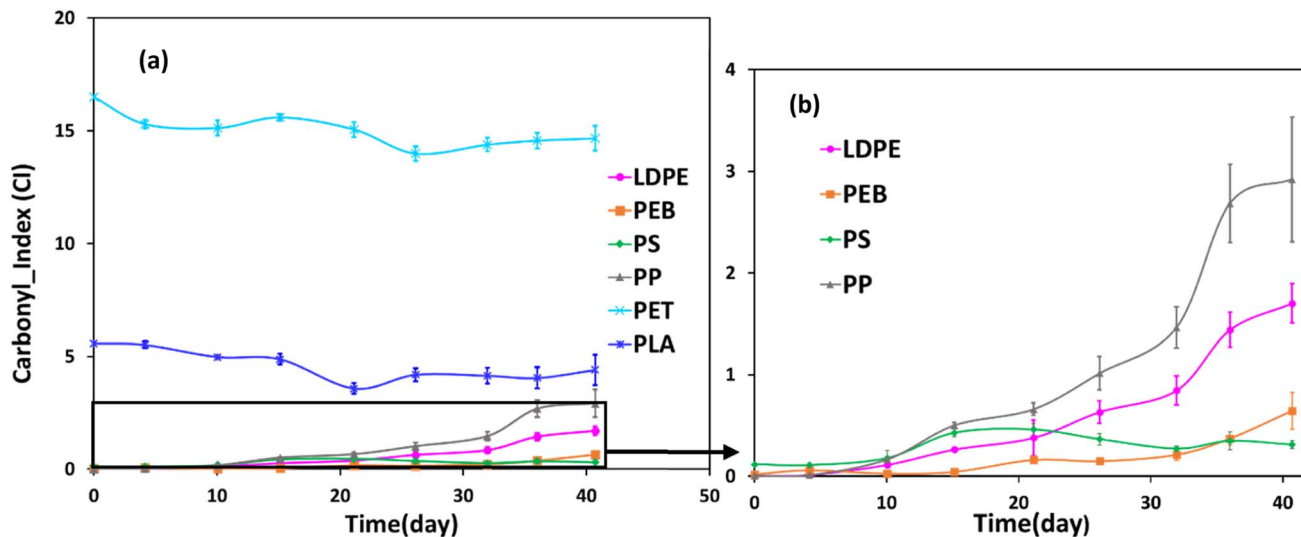 20
(a)
15
10
5
0
Carbonyl_Index (CI)
LDPE
PEB
PS
PP
PET
PLA
0 10 20 30 40 50
Time(day)
4
(b)
3
2
1
0
LDPE
PEB
PS
PP
0 10 20 30 40
Time(day)